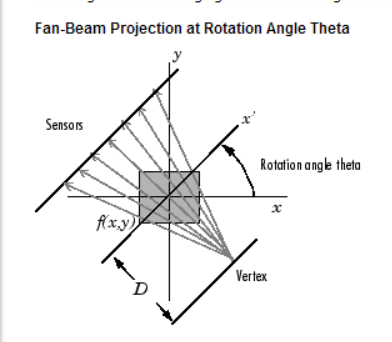 Fan-Beam Projection at Rotation Angle Theta
y
Sensors
x'
Rotation angle theta
x
f(x,y)
Vertex
D